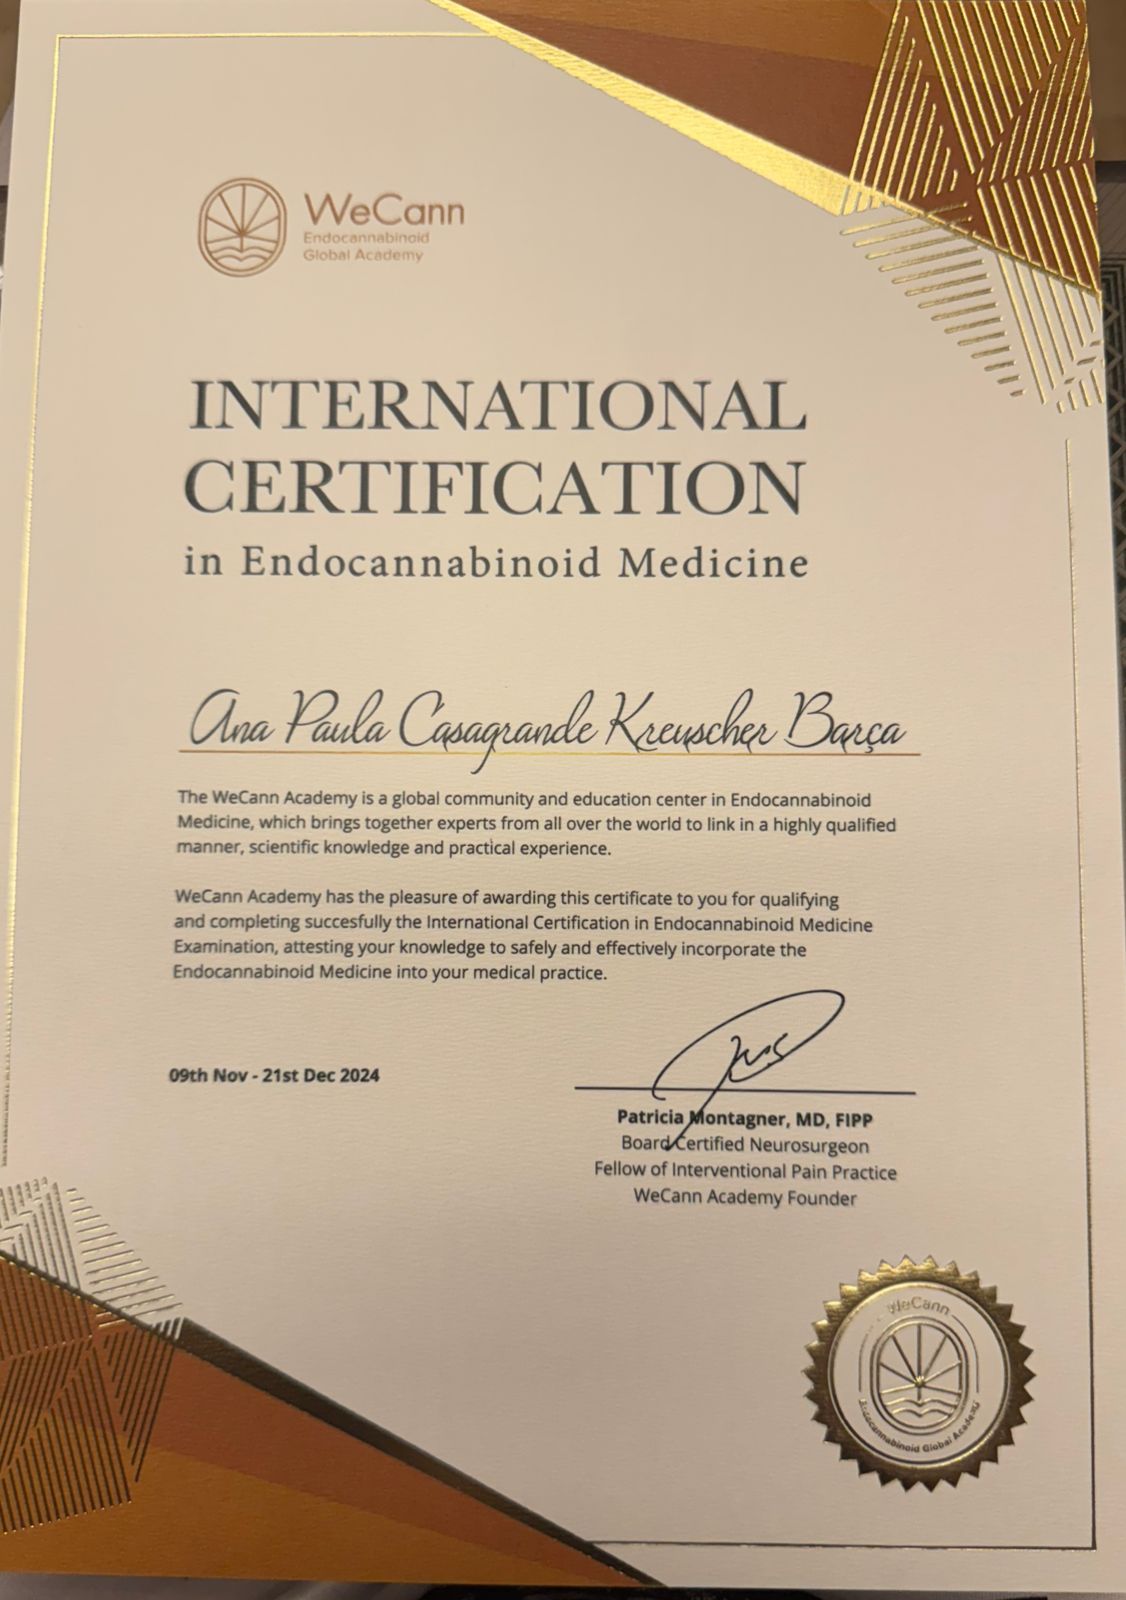 WeCann
Endocannabinoid
Global Academy
INTERNATIONAL
CERTIFICATION
in Endocannabinoid Medicine
Ana Paula Casagrande Kreuscher Barça
The WeCann Academy is a global community and education center in Endocannabinoid
Medicine, which brings together experts from all over the world to link in a highly qualified
manner, scientific knowledge and practical experience.
WeCann Academy has the pleasure of awarding this certificate to you for qualifying
and completing succesfully the International Certification in Endocannabinoid Medicine
Examination, attesting your knowledge to safely and effectively incorporate the
Endocannabinoid Medicine into your medical practice.
09th Nov - 21st Dec 2024
Patricia Montagner, MD, FIPP
Board Certified Neurosurgeon
Fellow of Interventional Pain Practice
WeCann Academy Founder
WeCann
Endocannabinoid Global Academy